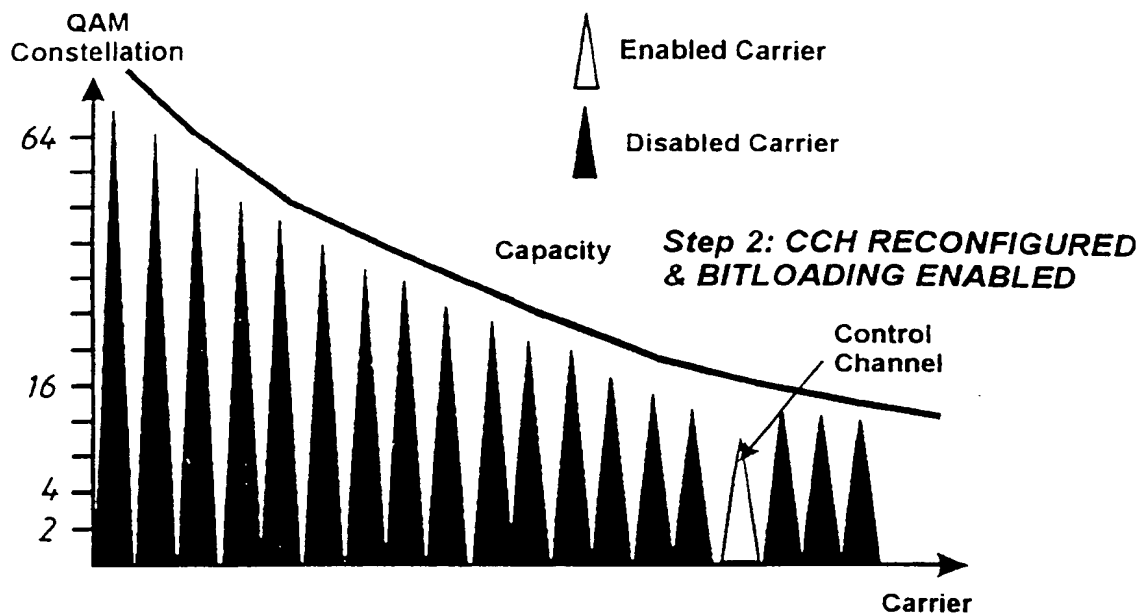 QAM
Constellation
Enabled Carrier
Disabled Carrier
64
Capacity
Step 2: CCH RECONFIGURED
& BITLOADING ENABLED
Control
Channel
16
4
2
Carrier